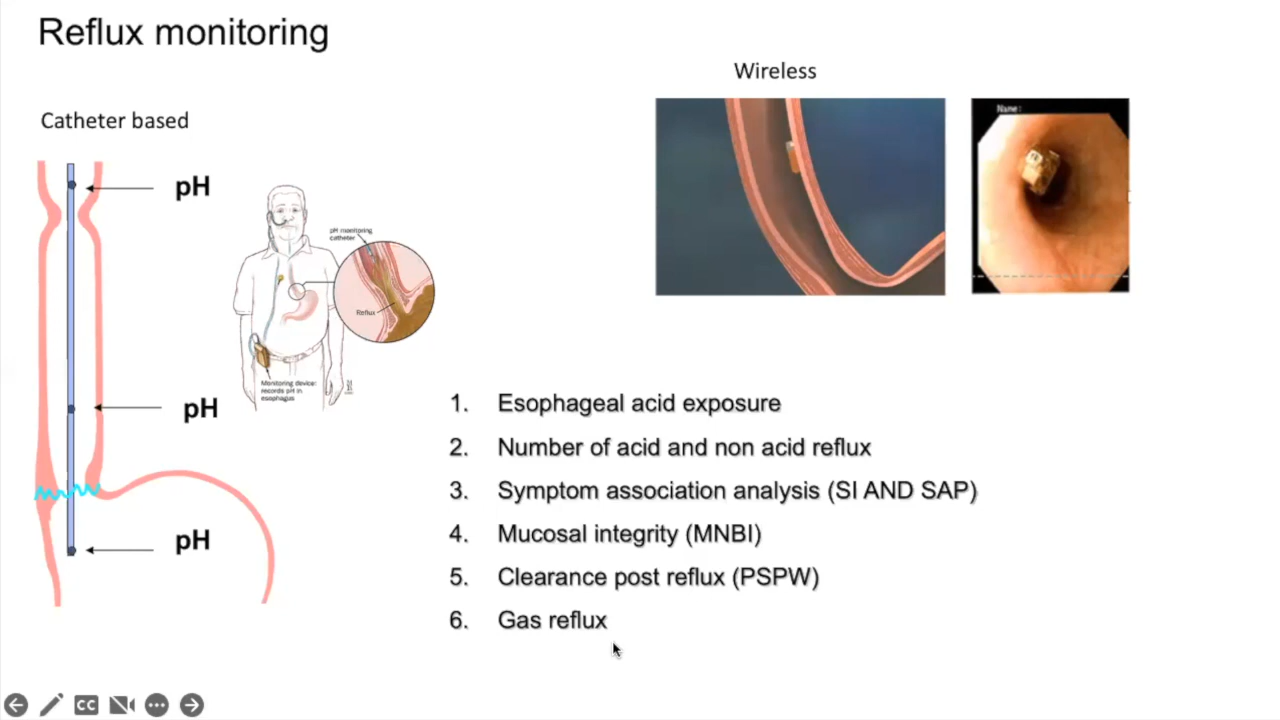 Reflux monitoring
Wireless
Catheter based
Name:
pH
pH monitoring
catheter
Reflux
Monitoring device:
records pH in
esophagus
pH
pH
1. Esophageal acid exposure
2. Number of acid and non acid reflux
3. Symptom association analysis (SI AND SAP)
4. Mucosal integrity (MNBI)
5. Clearance post reflux (PSPW)
6. Gas reflux
CC